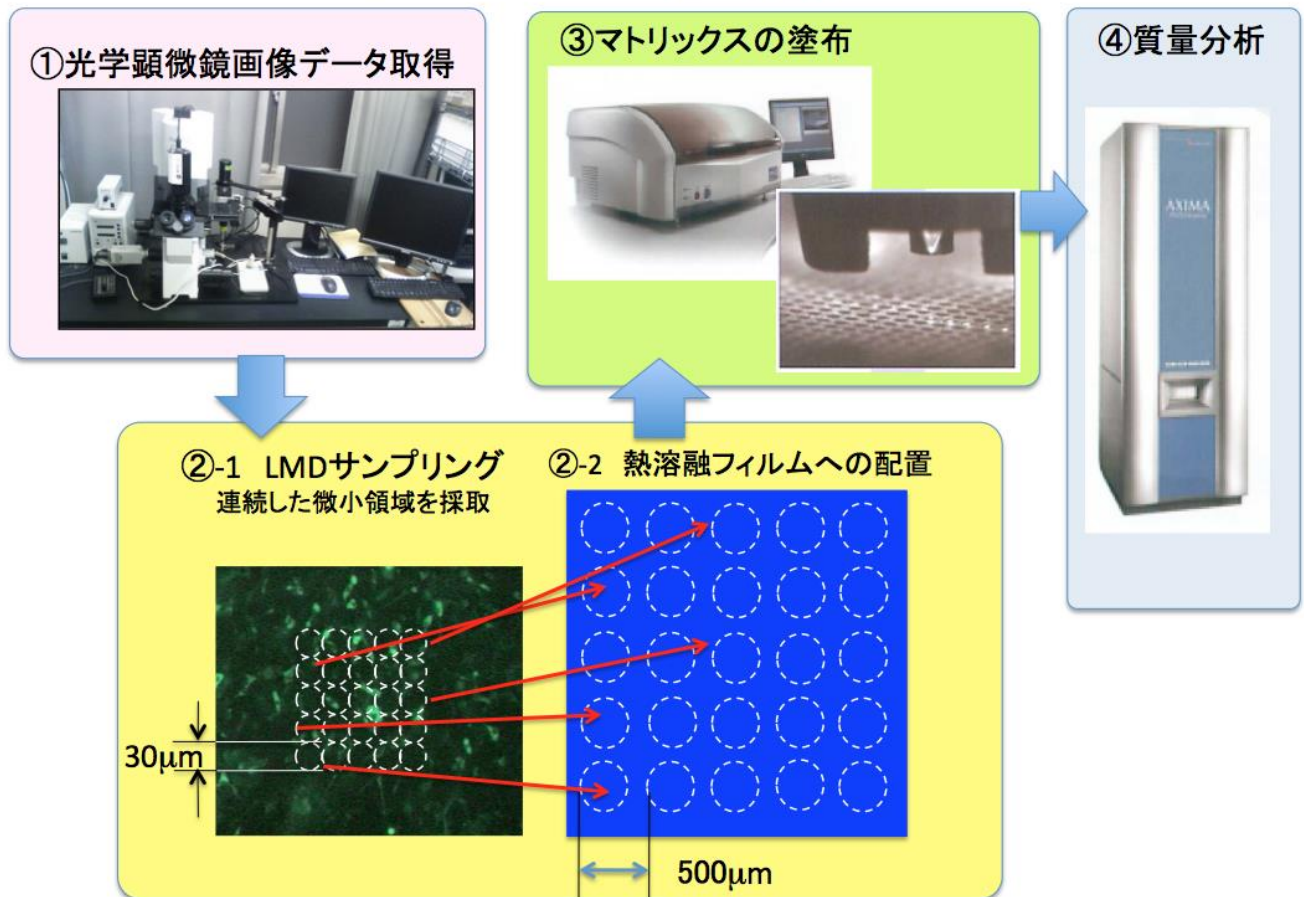 ①光学顕微鏡画像データ取得
③マトリックスの塗布
④質量分析
AXIMA
②-1 LMDサンプリング
連続した微小領域を採取
②-2 熱溶融フィルムへの配置
30μm
500μm